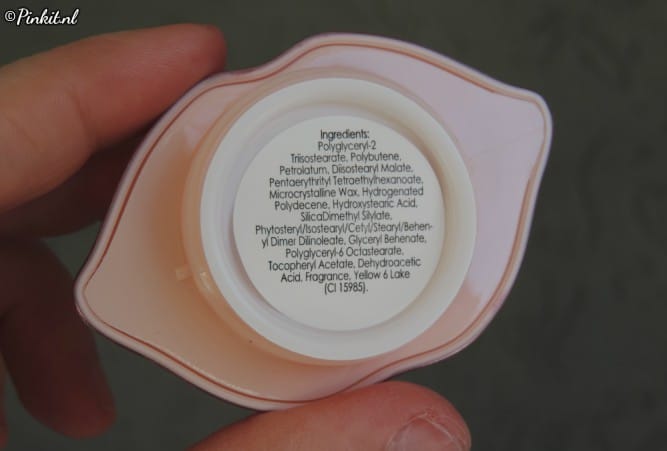 ©Pinkit.nl
Ingredients:
Polyglyceryl-2
Triisostearate, Polybutene,
Petrolatum, Diisostearyl Malate,
Pentaerythrityl Tetraethylhexanoate,
Microcrystalline Wax, Hydrogenated
Polydecene, Hydroxystearic Acid,
SilicaDimethyl Silylate,
Phytosteryl/Isostearyl/Cetyl/Stearyl/Behen-
yl Dimer Dilinoleate, Glyceryl Behenate,
Polyglyceryl-6 Octastearate,
Tocopheryl Acetate, Dehydroacetic
Acid, Fragrance, Yellow 6 Lake
(CI 15985).